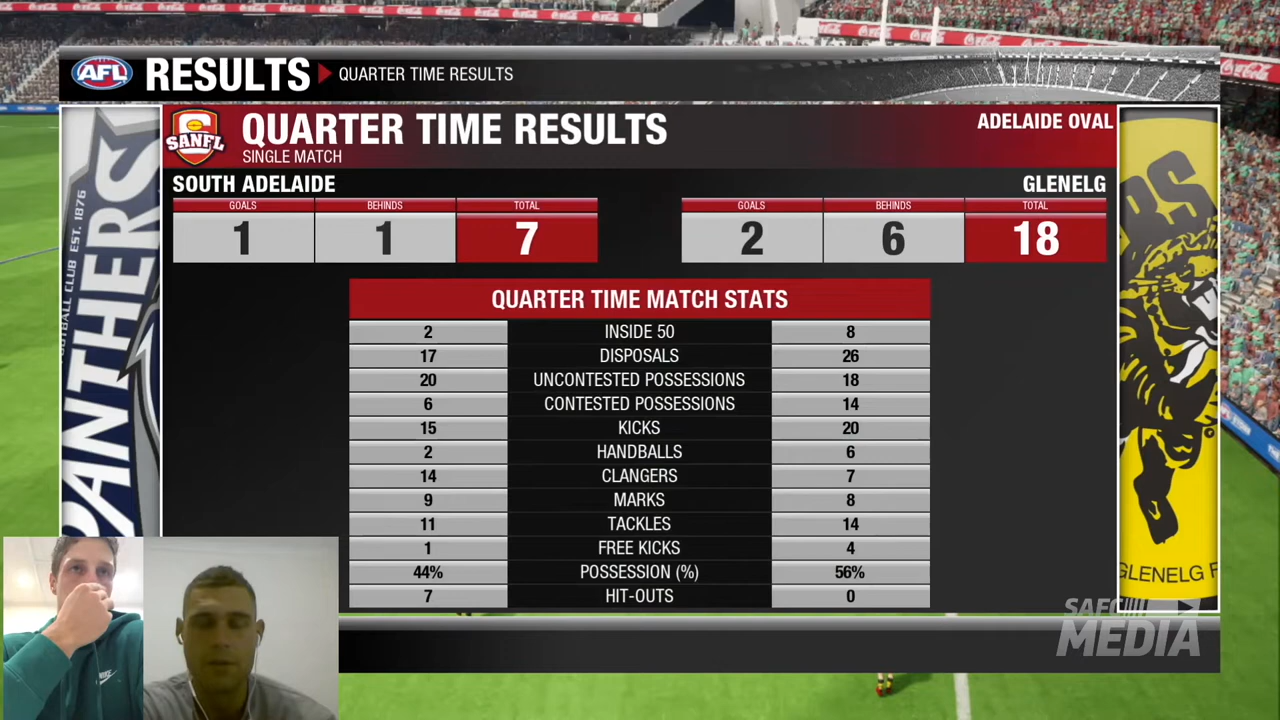 AFL RESULTS QUARTER TIME RESULTS
SANFL
QUARTER TIME RESULTS
SINGLE MATCH
ADELAIDE OVAL
SOUTH ADELAIDE
GLENELG
GOALS BEHINDS TOTAL GOALS BEHINDS TOTAL
1 1 7 2 6 18
QUARTER TIME MATCH STATS
2 INSIDE 50 8
17 DISPOSALS 26
20 UNCONTESTED POSSESSIONS 18
6 CONTESTED POSSESSIONS 14
15 KICKS 20
2 HANDBALLS 6
14 CLANGERS 7
9 MARKS 8
11 TACKLES 14
1 FREE KICKS 4
44% POSSESSION (%) 56%
7 HIT-OUTS 0
PANTHERS
FOOTBALL CLUB EST. 1876
GLENELG F
SAFC
MEDIA